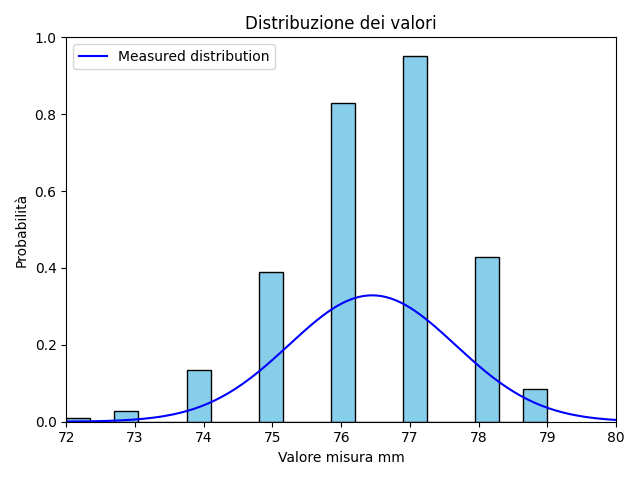 Distribuzione dei valori
Measured distribution
Probabilità
1.0
0.8
0.6
0.4
0.2
0.0
72 73 74 75 76 77 78 79 80
Valore misura mm